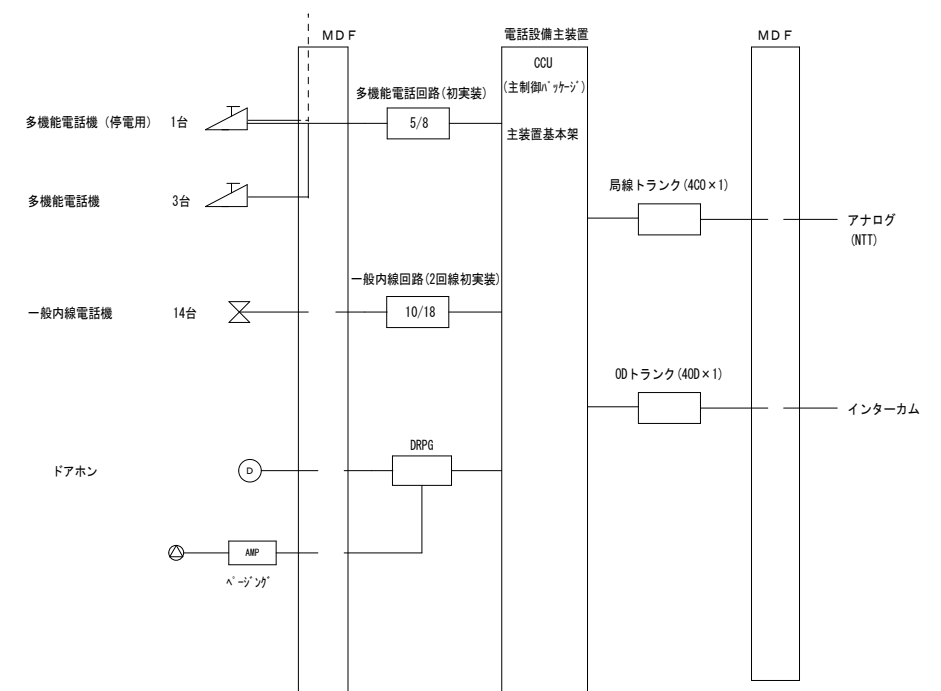 MDF
電話設備主装置
MDF
CCU
(主制御ﾊﾟｯｹｰｼﾞ)
多機能電話回路(初実装)
多機能電話機（停電用） 1台
5/8
主装置基本架
局線トランク(4CO×1)
多機能電話機 3台
アナログ
(NTT)
一般内線回路(2回線初実装)
一般内線電話機 14台
10/18
ODトランク(4OD×1)
インターカム
DRPG
ドアホン
D
AMP
ﾍﾟｰｼﾞﾝｸﾞ